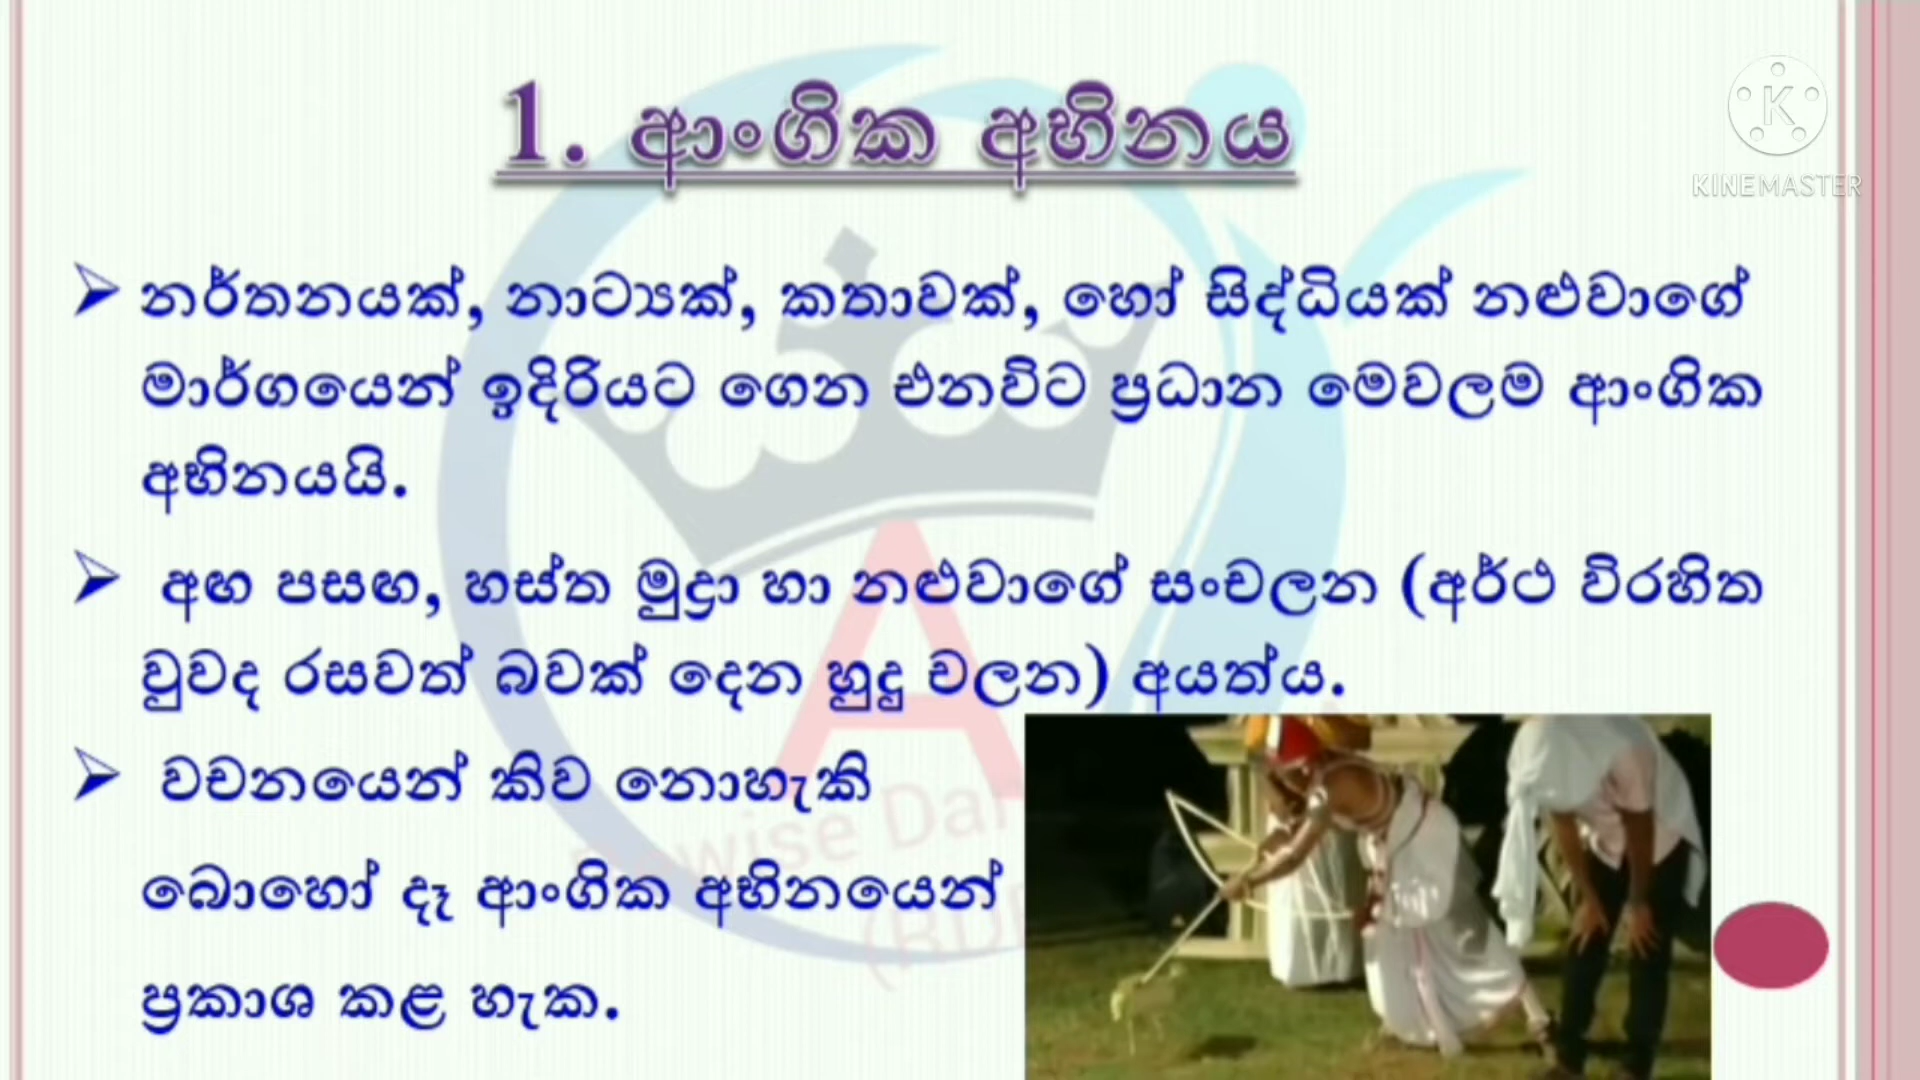 1. ආංගික අභිනය
KINEMASTER
➢ නර්තනයක්, නාට්‍යක්, කතාවක්, හෝ සිද්ධියක් නළුවාගේ
මාර්ගයෙන් ඉදිරියට ගෙන එනවිට ප්‍රධාන මෙවලම ආංගික
අභිනයයි.
➢ අඟ පසඟ, හස්ත මුද්‍රා හා නළුවාගේ සංචලන (අර්ථ විරහිත
වුවද රසවත් බවක් දෙන හුදු චලන) අයත්ය.
➢ වචනයෙන් කිව නොහැකි
බොහෝ දෑ ආංගික අභිනයෙන්
ප්‍රකාශ කළ හැක.